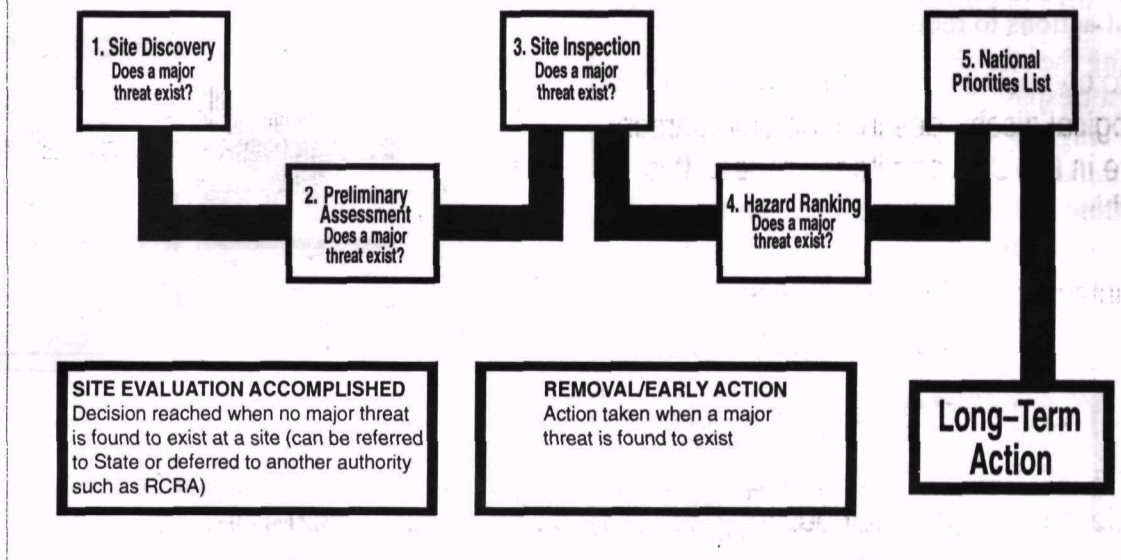 1. Site Discovery
Does a major
threat exist?
2. Preliminary
Assessment
Does a major
threat exist?
3. Site Inspection
Does a major
threat exist?
4. Hazard Ranking
Does a major
threat exist?
5. National
Priorities List
SITE EVALUATION ACCOMPLISHED
Decision reached when no major threat
is found to exist at a site (can be referred
to State or deferred to another authority
such as RCRA)
REMOVAL/EARLY ACTION
Action taken when a major
threat is found to exist
Long–Term
Action